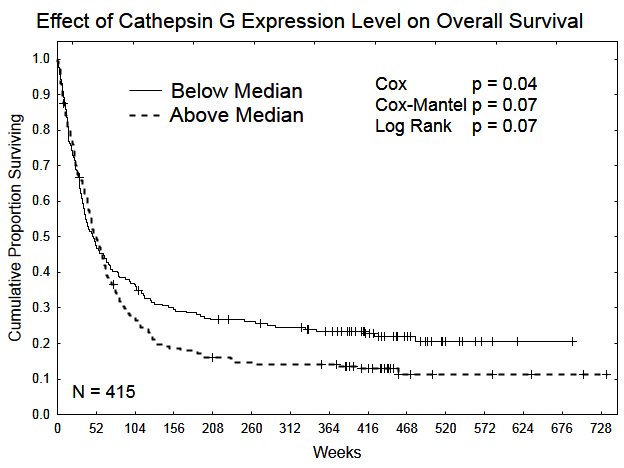 Effect of Cathepsin G Expression Level on Overall Survival
Cumulative Proportion Surviving
1.0
0.9
0.8
0.7
0.6
0.5
0.4
0.3
0.2
0.1
0.0
Below Median
Above Median
Cox p = 0.04
Cox-Mantel p = 0.07
Log Rank p = 0.07
N = 415
0 52 104 156 208 260 312 364 416 468 520 572 624 676 728
Weeks